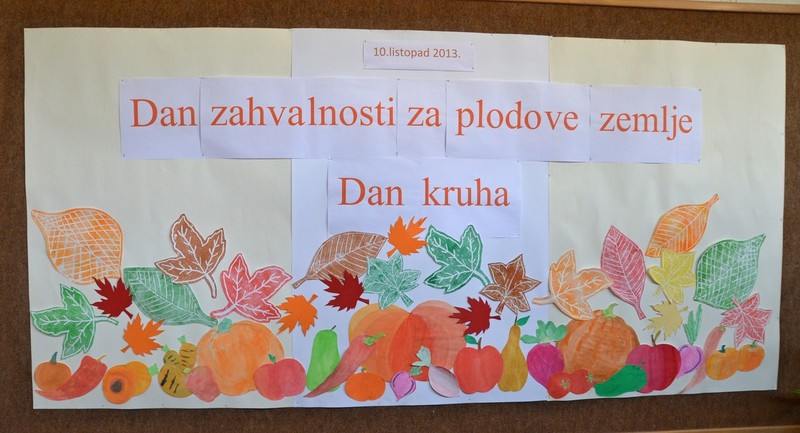 10.listopad 2013.
Dan zahvalnosti za plodove zemlje
Dan kruha